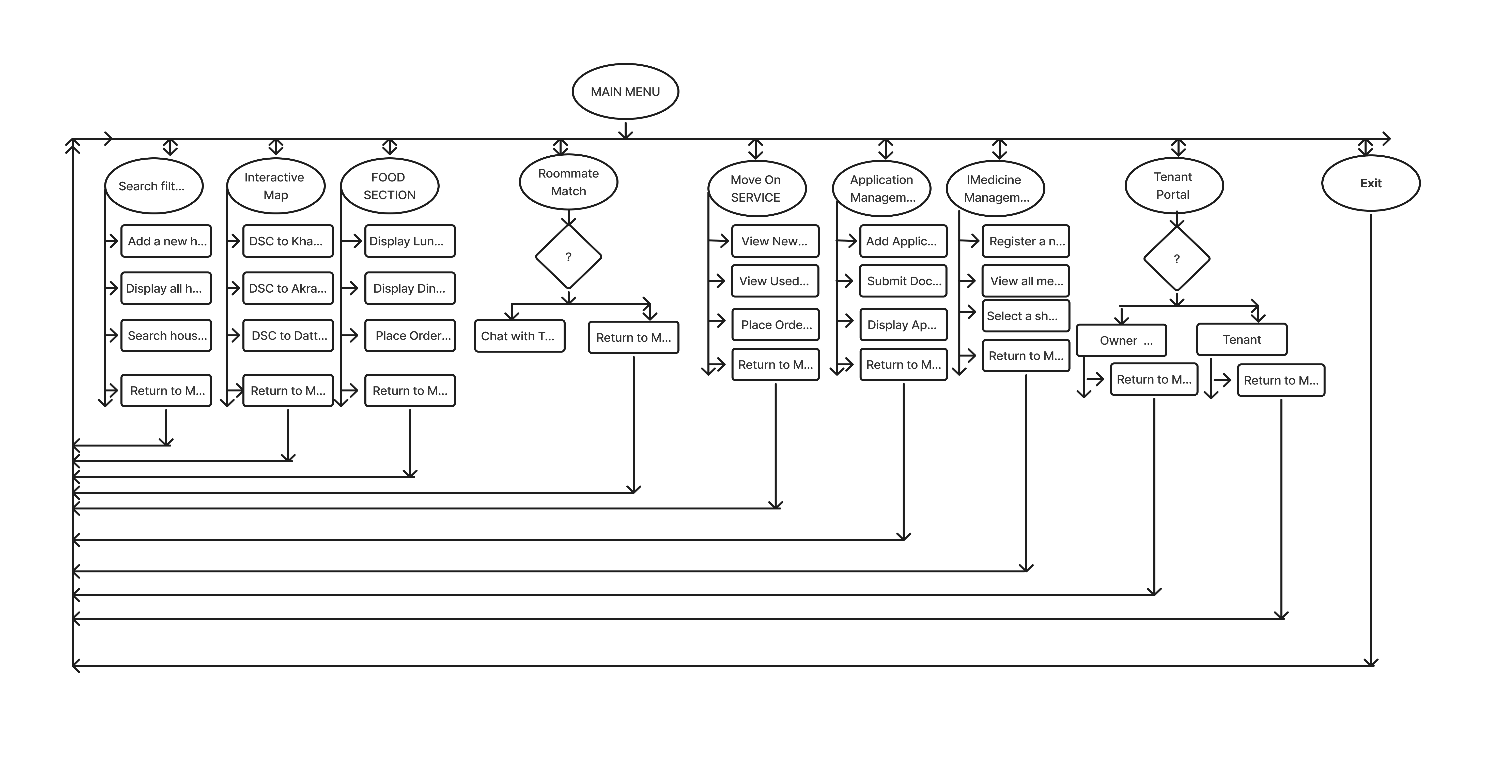 MAIN MENU
Search filt...
Interactive
Map
FOOD
SECTION
Roommate
Match
Move On
SERVICE
Application
Managem...
IMedicine
Managem...
Tenant
Portal
Exit
Add a new h...
Display all h...
Search hous...
Return to M...
DSC to Kha...
DSC to Akra...
DSC to Datt...
Return to M...
Display Lun...
Display Din...
Place Order...
Return to M...
?
Chat with T...
Return to M...
View New...
View Used...
Place Orde...
Return to M...
Add Applic...
Submit Doc...
Display Ap...
Return to M...
Register a n...
View all me...
Select a sh...
Return to M...
?
Owner ...
Return to M...
Tenant
Return to M...